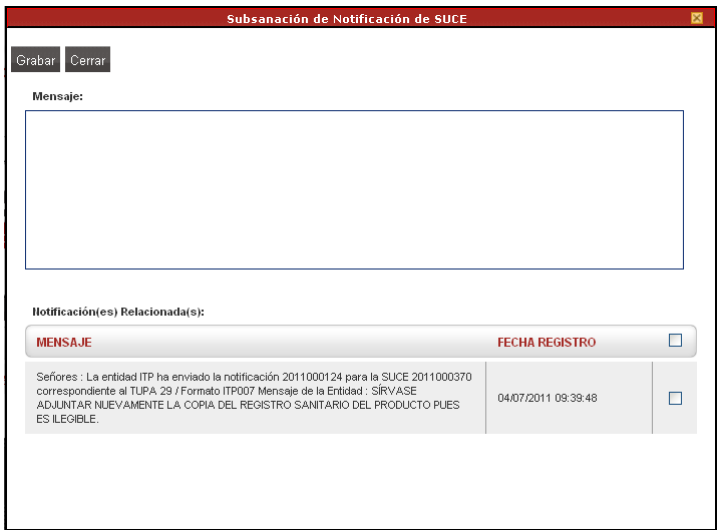 Subsanación de Notificación de SUCE
Grabar Cerrar
Mensaje:
Notificación(es) Relacionada(s):
MENSAJE FECHA REGISTRO
Señores : La entidad ITP ha enviado la notificación 2011000124 para la SUCE 2011000370
correspondiente al TUPA 29 / Formato ITP007 Mensaje de la Entidad : SÍRVASE
ADJUNTAR NUEVAMENTE LA COPIA DEL REGISTRO SANITARIO DEL PRODUCTO PUES
ES ILEGIBLE.
04/07/2011 09:39:48